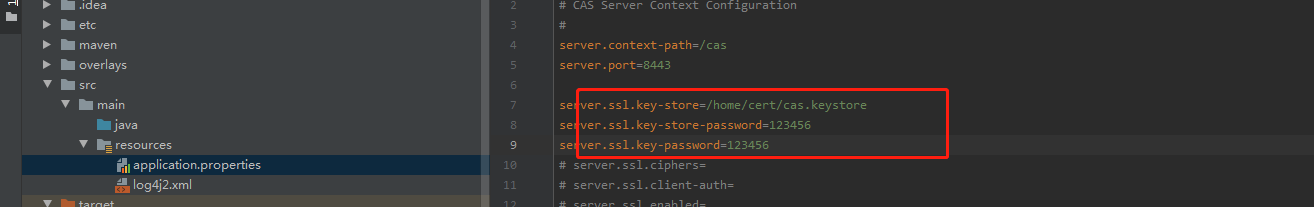 .idea
etc
maven
overlays
src
main
java
resources
application.properties
log4j2.xml
target
2 # CAS Server Context Configuration
3 #
4 server.context-path=/cas
5 server.port=8443
6
7 server.ssl.key-store=/home/cert/cas.keystore
8 server.ssl.key-store-password=123456
9 server.ssl.key-password=123456
10 # server.ssl.ciphers=
11 # server.ssl.client-auth=
12 # server.ssl.enabled=